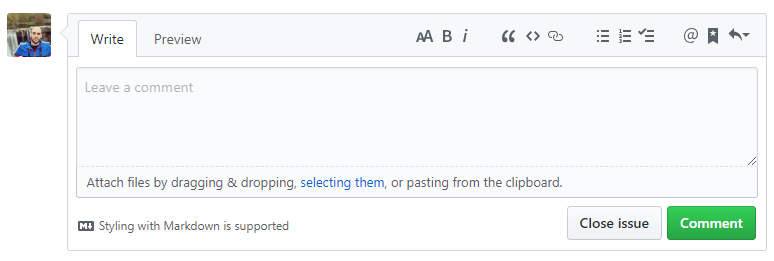 Write Preview AA B i @
Leave a comment
Attach files by dragging & dropping, selecting them, or pasting from the clipboard.
M Styling with Markdown is supported Close issue Comment